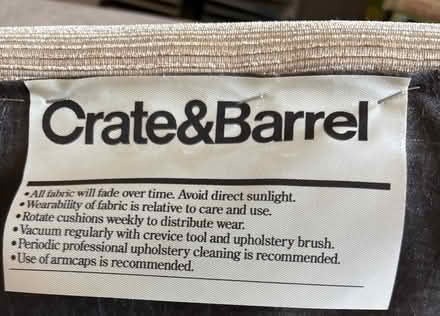 Crate&Barrel
•All fabric will fade over time. Avoid direct sunlight.
•Wearability of fabric is relative to care and use.
•Rotate cushions weekly to distribute wear.
•Vacuum regularly with crevice tool and upholstery brush.
•Periodic professional upholstery cleaning is recommended.
•Use of armcaps is recommended.